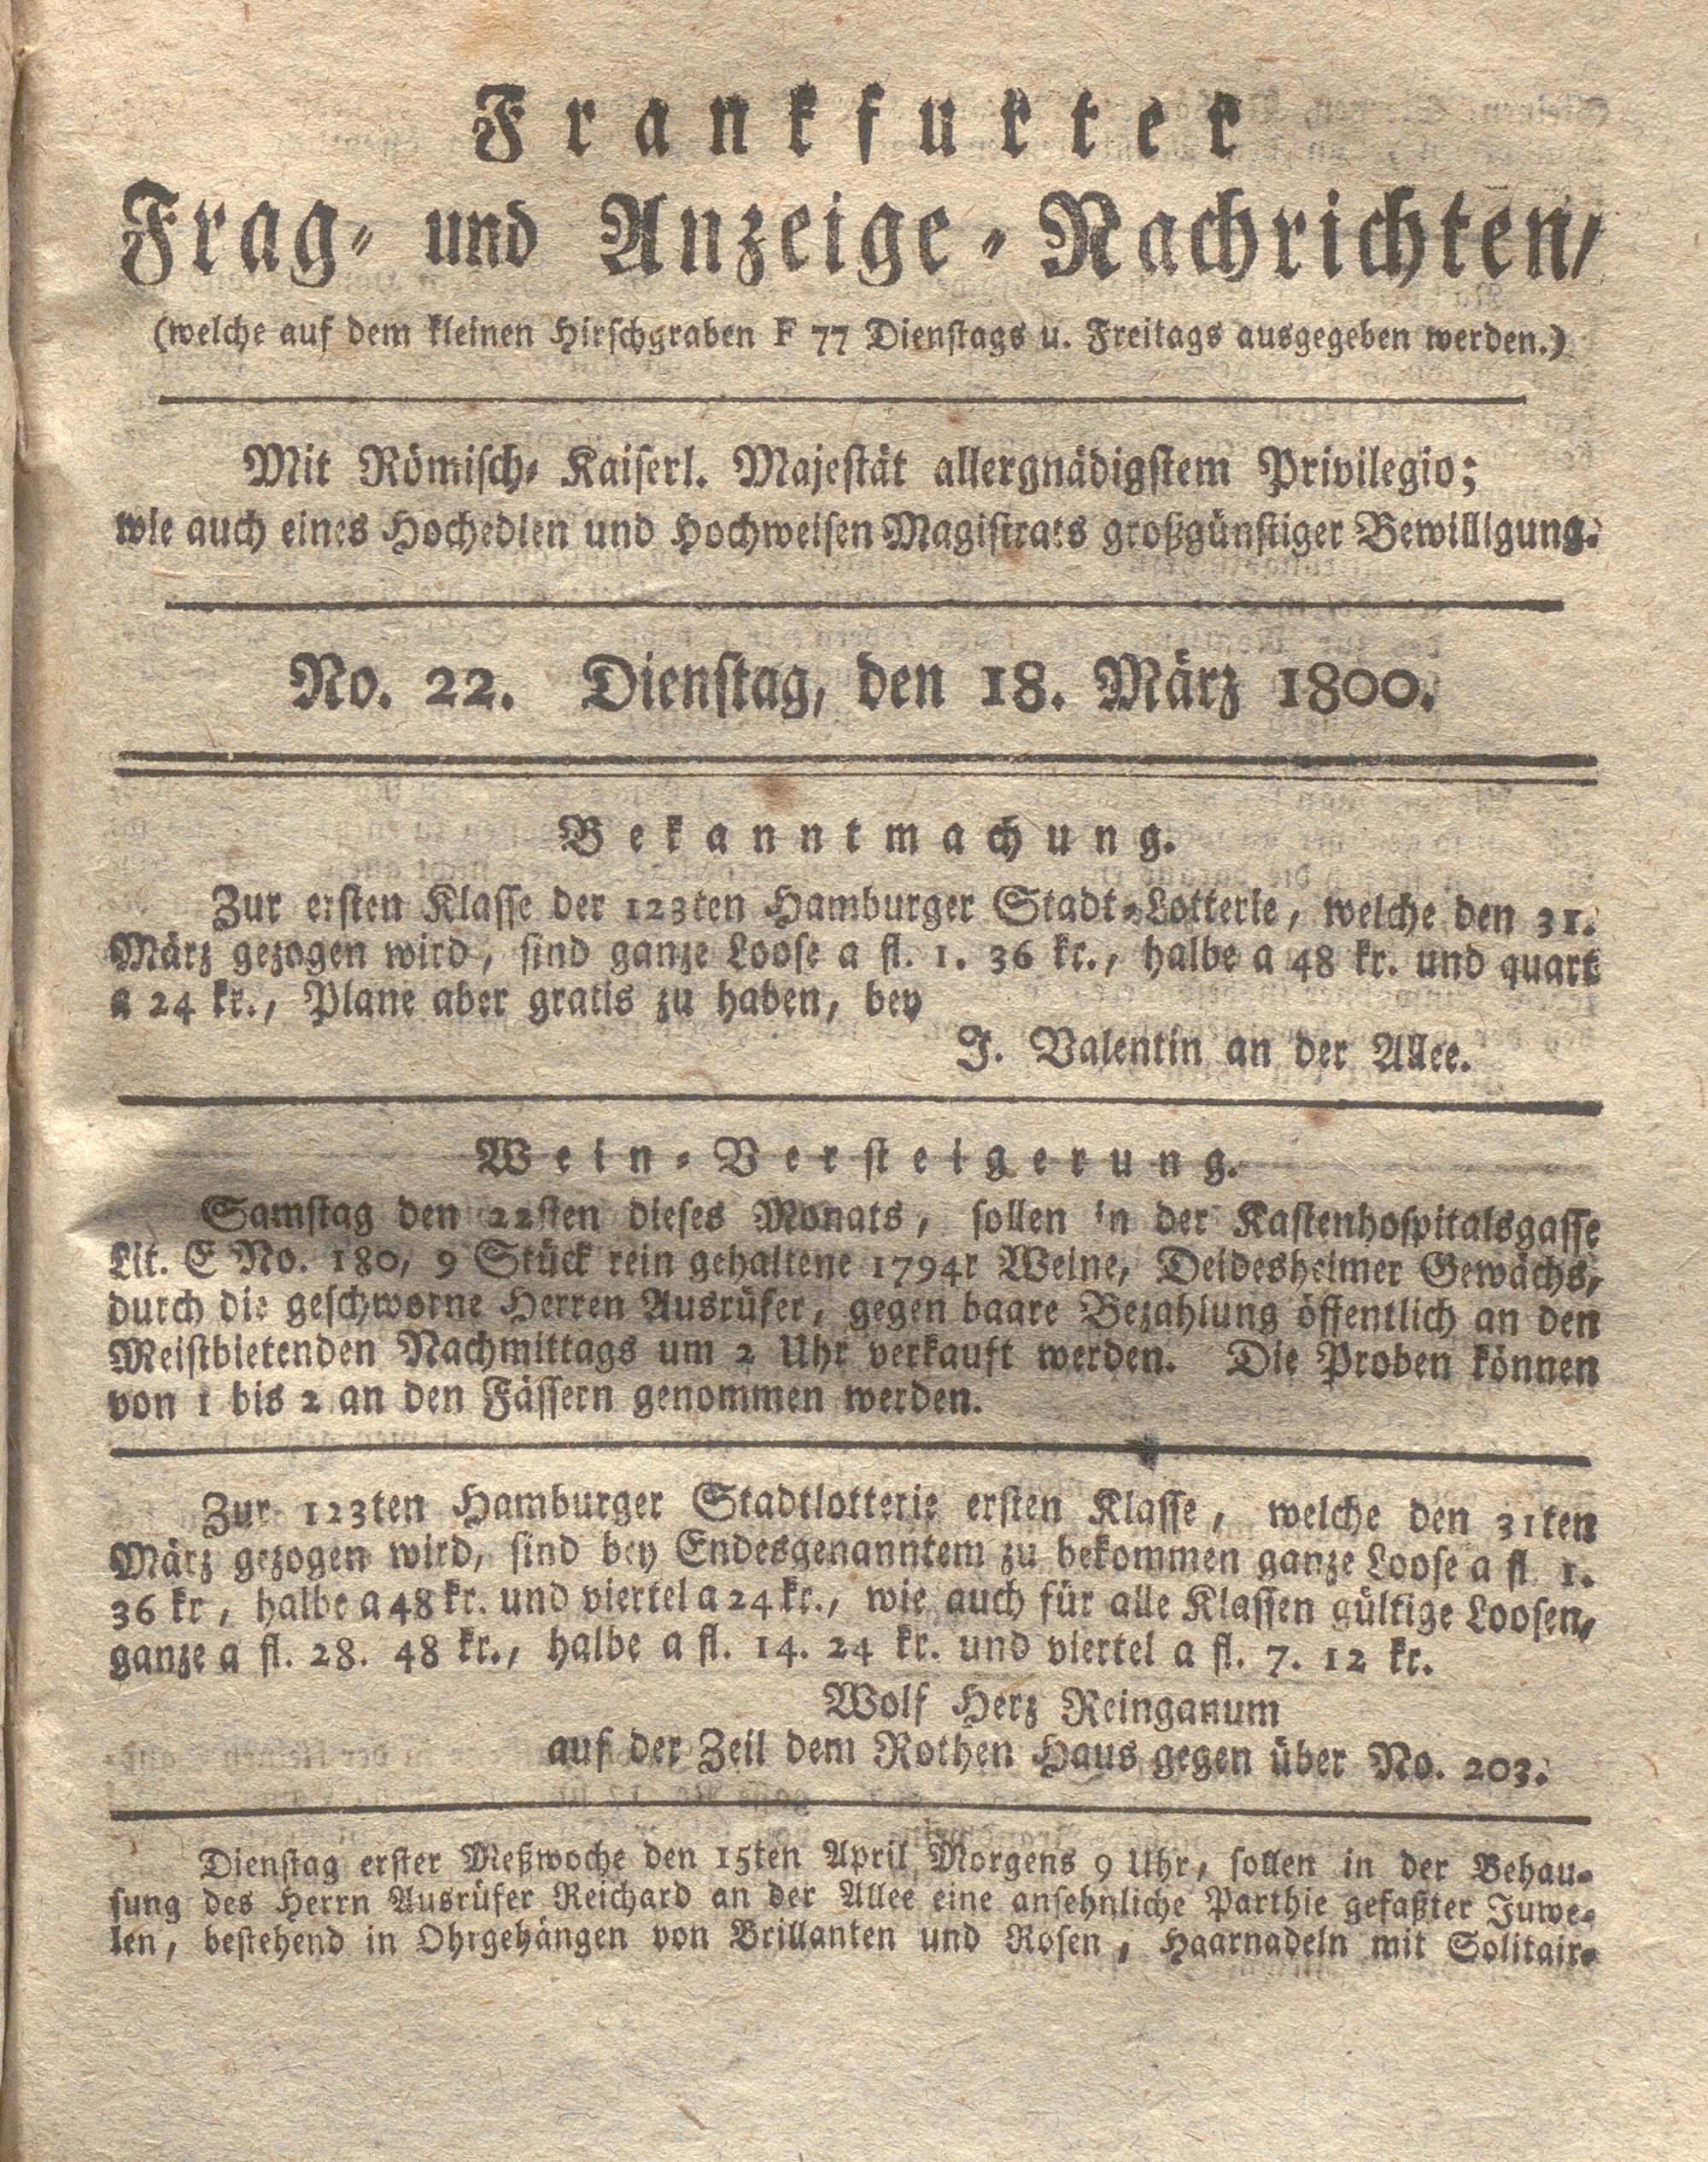 Frankfurter
Frag- und Anzeige-Nachrichten/
(welche auf dem kleinen Hirschgraben F 77 Dienstags u. Freitags ausgegeben werden.)
Mit Römisch- Kaiserl. Majestät allergnädigstem Privilegio;
wie auch eines Hochedlen und Hochweisen Magistrats großgünstiger Bewilligung.
No. 22. Dienstag, den 18. März 1800.
Bekanntmachung.
Zur ersten Klasse der 123ten Hamburger Stadt-Lotterie, welche den 31.
März gezogen wird, sind ganze Loose a fl. 1. 36 kr., halbe a 48 kr. und quart
a 24 kr., Plane aber gratis zu haben, bey
J. Valentin an der Allee.
Wein-Versteigerung.
Samstag den 22sten dieses Monats, sollen in der Kastenhospitalsgasse
Lit. E No. 180, 9 Stück rein gehaltene 1794r Weine, Deidesheimer Gewächs,
durch die geschworne Herren Ausrüfer, gegen baare Bezahlung öffentlich an den
Meistbietenden Nachmittags um 2 Uhr verkauft werden. Die Proben können
von 1 bis 2 an den Fässern genommen werden.
Zur 123ten Hamburger Stadtlotterie ersten Klasse, welche den 31ten
März gezogen wird, sind bey Endesgenanntem zu bekommen ganze Loose a fl. 1.
36 kr, halbe a 48 kr. und viertel a 24 kr., wie auch für alle Klassen gültige Loosen,
ganze a fl. 28. 48 kr., halbe a fl. 14. 24 kr. und viertel a fl. 7. 12 kr.
Wolf Herz Reinganum
auf der Zeil dem Rothen Haus gegen über No. 203.
Dienstag erster Meßwoche den 15ten April Morgens 9 Uhr, sollen in der Behau-
sung des Herrn Ausrüfer Reichard an der Allee eine ansehnliche Parthie gefaßter Juwe-
len, bestehend in Ohrgehängen von Brillanten und Rosen, Haarnadeln mit Solitair-